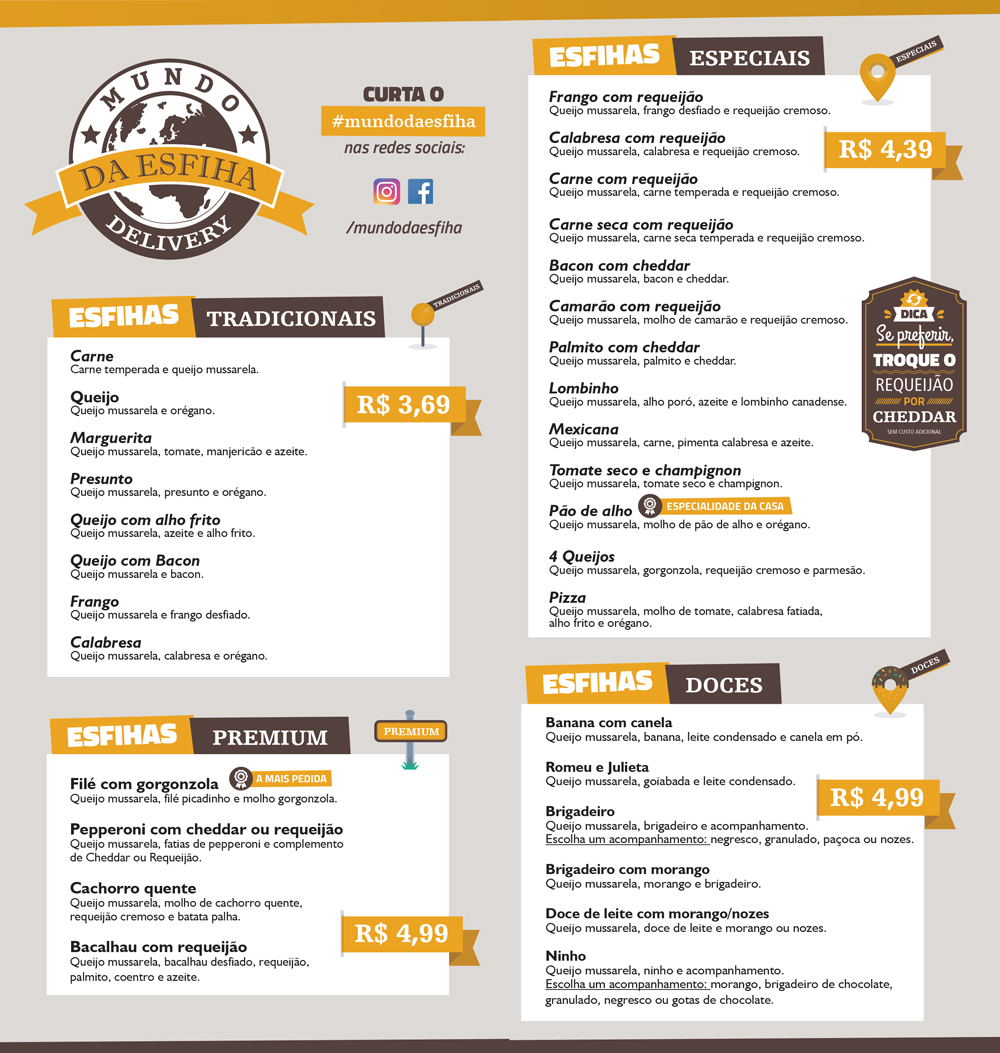 MUNDO
DA ESFIHA
DELIVERY
CURTA O
#mundodaesfiha
nas redes sociais:
/mundodaesfiha
ESFIHAS TRADICIONAIS
TRADICIONAIS
Carne
Carne temperada e queijo mussarela.
Queijo
Queijo mussarela e orégano.
R$ 3,69
Marguerita
Queijo mussarela, tomate, manjericão e azeite.
Presunto
Queijo mussarela, presunto e orégano.
Queijo com alho frito
Queijo mussarela, azeite e alho frito.
Queijo com Bacon
Queijo mussarela e bacon.
Frango
Queijo mussarela e frango desfiado.
Calabresa
Queijo mussarela, calabresa e orégano.
ESFIHAS PREMIUM
PREMIUM
Filé com gorgonzola
A MAIS PEDIDA
Queijo mussarela, filé picadinho e molho gorgonzola.
Pepperoni com cheddar ou requeijão
Queijo mussarela, fatias de pepperoni e complemento
de Cheddar ou Requeijão.
Cachorro quente
Queijo mussarela, molho de cachorro quente,
requeijão cremoso e batata palha.
R$ 4,99
Bacalhau com requeijão
Queijo mussarela, bacalhau desfiado, requeijão,
palmito, coentro e azeite.
ESFIHAS ESPECIAIS
ESPECIAIS
Frango com requeijão
Queijo mussarela, frango desfiado e requeijão cremoso.
Calabresa com requeijão
Queijo mussarela, calabresa e requeijão cremoso.
R$ 4,39
Carne com requeijão
Queijo mussarela, carne temperada e requeijão cremoso.
Carne seca com requeijão
Queijo mussarela, carne seca temperada e requeijão cremoso.
Bacon com cheddar
Queijo mussarela, bacon e cheddar.
Camarão com requeijão
Queijo mussarela, molho de camarão e requeijão cremoso.
Palmito com cheddar
Queijo mussarela, palmito e cheddar.
Lombinho
Queijo mussarela, alho poró, azeite e lombinho canadense.
Mexicana
Queijo mussarela, carne, pimenta calabresa e azeite.
Tomate seco e champignon
Queijo mussarela, tomate seco e champignon.
Pão de alho
ESPECIALIDADE DA CASA
Queijo mussarela, molho de pão de alho e orégano.
4 Queijos
Queijo mussarela, gorgonzola, requeijão cremoso e parmesão.
Pizza
Queijo mussarela, molho de tomate, calabresa fatiada,
alho frito e orégano.
DICA
Se preferir,
TROQUE O
REQUEIJÃO
POR
CHEDDAR
SEM CUSTO ADICIONAL
ESFIHAS DOCES
DOCES
Banana com canela
Queijo mussarela, banana, leite condensado e canela em pó.
Romeu e Julieta
Queijo mussarela, goiabada e leite condensado.
R$ 4,99
Brigadeiro
Queijo mussarela, brigadeiro e acompanhamento.
Escolha um acompanhamento: negresco, granulado, paçoca ou nozes.
Brigadeiro com morango
Queijo mussarela, morango e brigadeiro.
Doce de leite com morango/nozes
Queijo mussarela, doce de leite e morango ou nozes.
Ninho
Queijo mussarela, ninho e acompanhamento.
Escolha um acompanhamento: morango, brigadeiro de chocolate,
granulado, negresco ou gotas de chocolate.